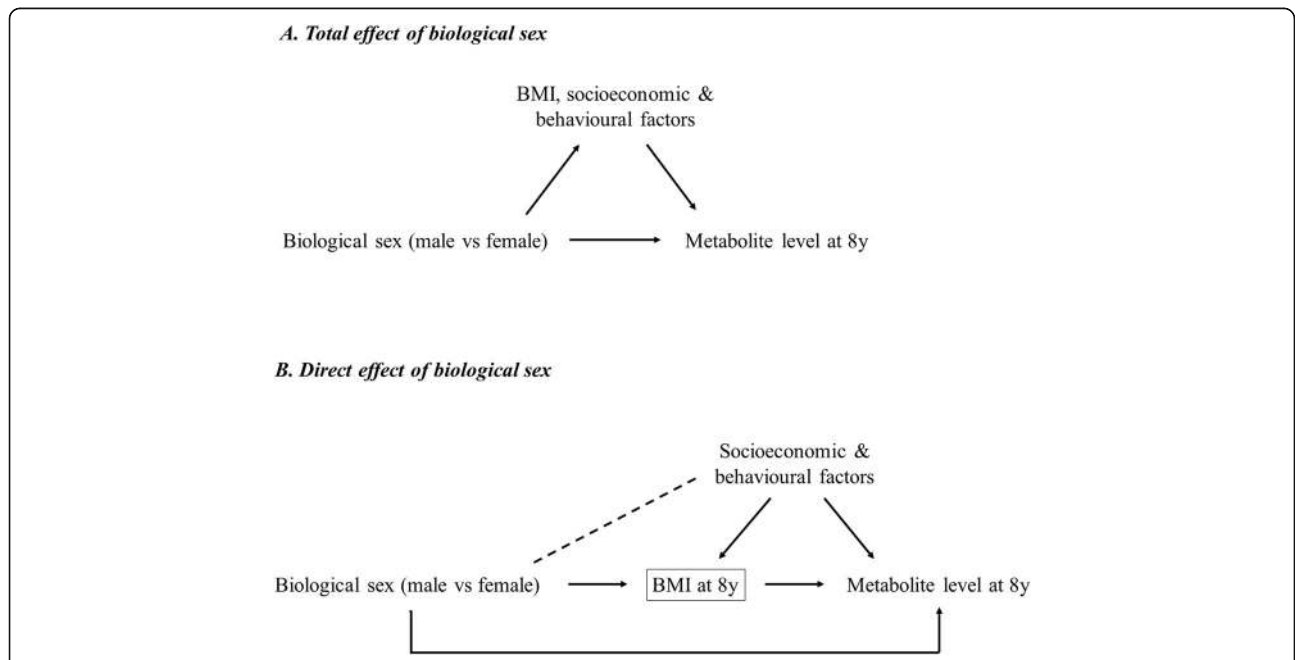 A. Total effect of biological sex
BMI, socioeconomic &
behavioural factors
Biological sex (male vs female)
Metabolite level at 8y
B. Direct effect of biological sex
Socioeconomic &
behavioural factors
Biological sex (male vs female)
BMI at 8y
Metabolite level at 8y